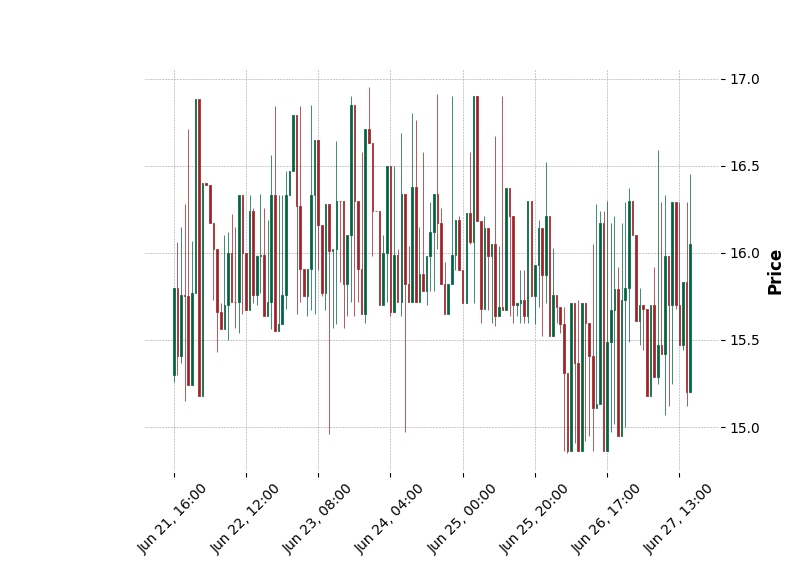 17.0
16.5
16.0
15.5
15.0
Price
Jun 21, 16:00
Jun 22, 12:00
Jun 23, 08:00
Jun 24, 04:00
Jun 25, 00:00
Jun 25, 20:00
Jun 26, 17:00
Jun 27, 13:00